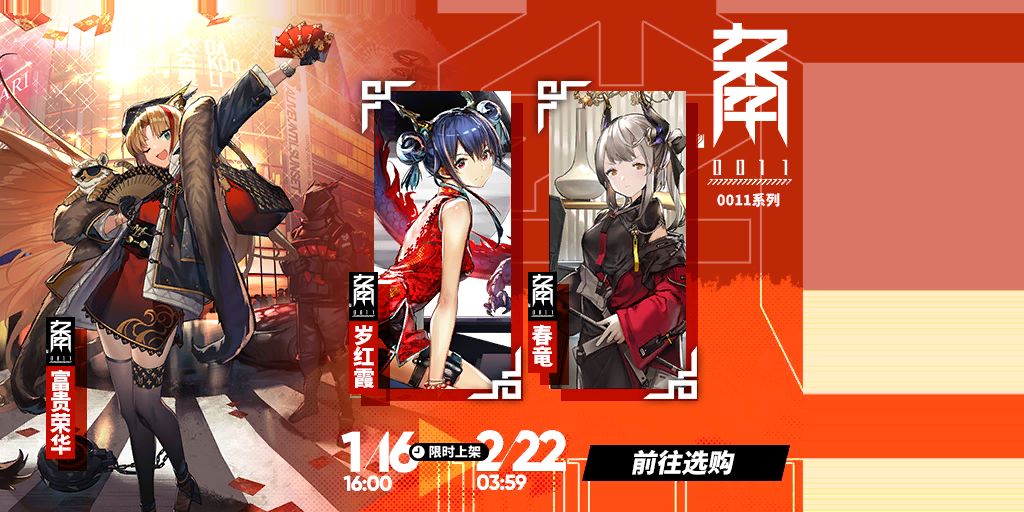 0011
0011系列
岁红霞
春竜
富贵荣华
1/16
16:00
限时上架
2/22
03:59
前往选购